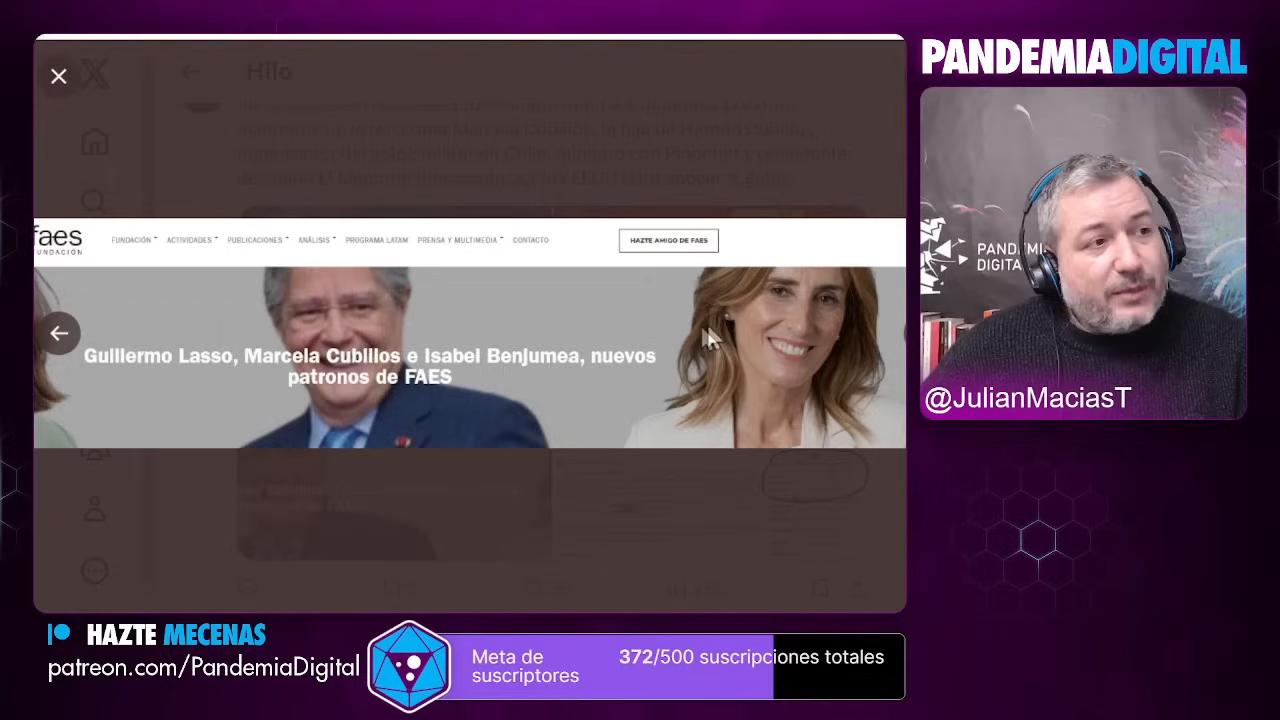 PANDEMIADIGITAL
Hilo
faes
FUNDACIÓN
FUNDACIÓN
ACTIVIDADES
PUBLICACIONES
ANÁLISIS
PROGRAMA LATAM
PRENSA Y MULTIMEDIA
CONTACTO
HAZTE AMIGO DE FAES
Guillermo Lasso, Marcela Cubillos e Isabel Benjumea, nuevos
patronos de FAES
PANDEMI
DIGITA
@JulianMaciasT
HAZTE MECENAS
patreon.com/PandemiaDigital
Meta de
suscriptores
372/500 suscripciones totales